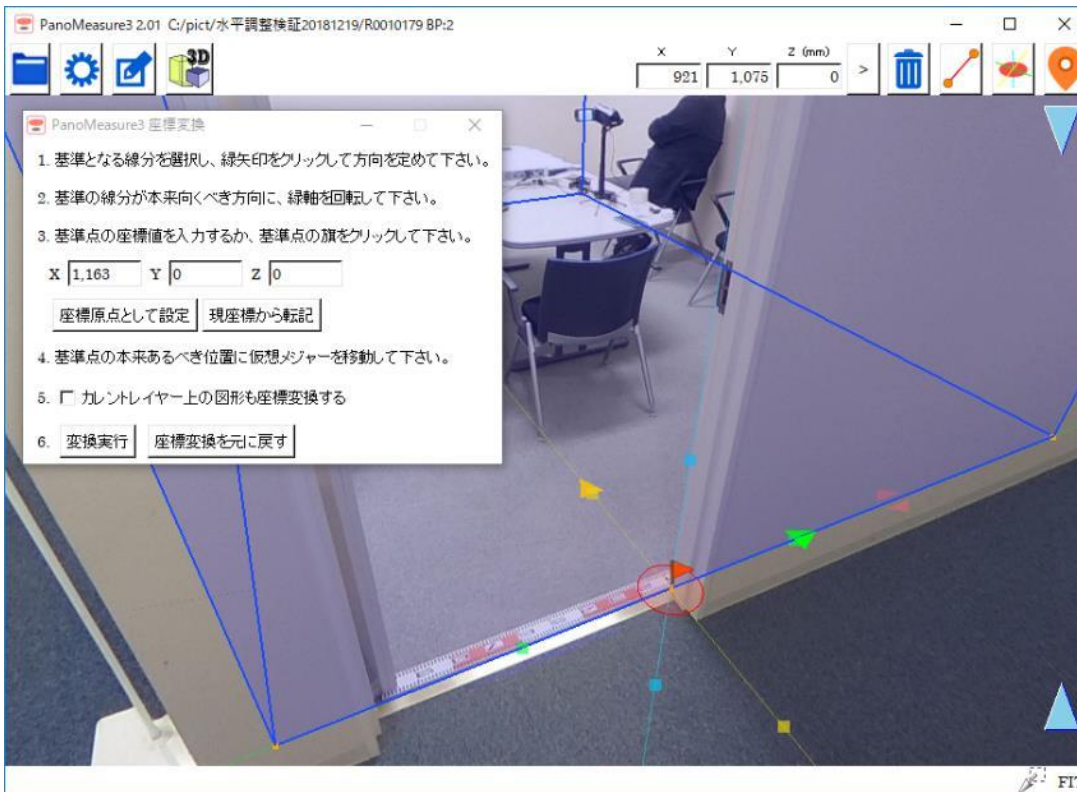 PanoMeasure3 2.01 C:/pict/水平調整検証20181219/R0010179 BP:2
3D
X Y Z (mm)
921 1,075 0 >
PanoMeasure3 座標変換
1. 基準となる線分を選択し、緑矢印をクリックして方向を定めて下さい。
2. 基準の線分が本来向くべき方向に、緑軸を回転して下さい。
3. 基準点の座標値を入力するか、基準点の旗をクリックして下さい。
X 1,163 Y 0 Z 0
座標原点として設定 現座標から転記
4. 基準点の本来あるべき位置に仮想メジャーを移動して下さい。
5. カレントレイヤー上の図形も座標変換する
6. 変換実行 座標変換を元に戻す